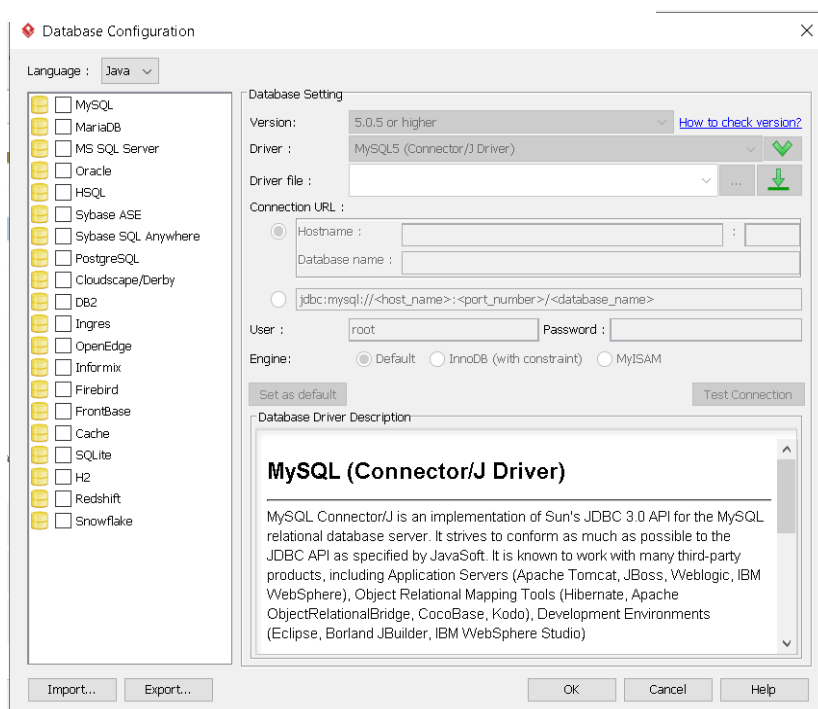 Database Configuration
Language : Java
MySQL
MariaDB
MS SQL Server
Oracle
HSQL
Sybase ASE
Sybase SQL Anywhere
PostgreSQL
Cloudscape/Derby
DB2
Ingres
OpenEdge
Informix
Firebird
FrontBase
Cache
SQLite
H2
Redshift
Snowflake
Database Setting
Version: 5.0.5 or higher How to check version?
Driver : MySQL5 (Connector/J Driver)
Driver file : ...
Connection URL :
Hostname : :
Database name :
jdbc:mysql://<host_name>:<port_number>/<database_name>
User : root Password :
Engine: Default InnoDB (with constraint) MyISAM
Set as default Test Connection
Database Driver Description
MySQL (Connector/J Driver)
MySQL Connector/J is an implementation of Sun's JDBC 3.0 API for the MySQL
relational database server. It strives to conform as much as possible to the
JDBC API as specified by JavaSoft. It is known to work with many third-party
products, including Application Servers (Apache Tomcat, JBoss, Weblogic, IBM
WebSphere), Object Relational Mapping Tools (Hibernate, Apache
ObjectRelationalBridge, CocoBase, Kodo), Development Environments
(Eclipse, Borland JBuilder, IBM WebSphere Studio)
Import... Export... OK Cancel Help